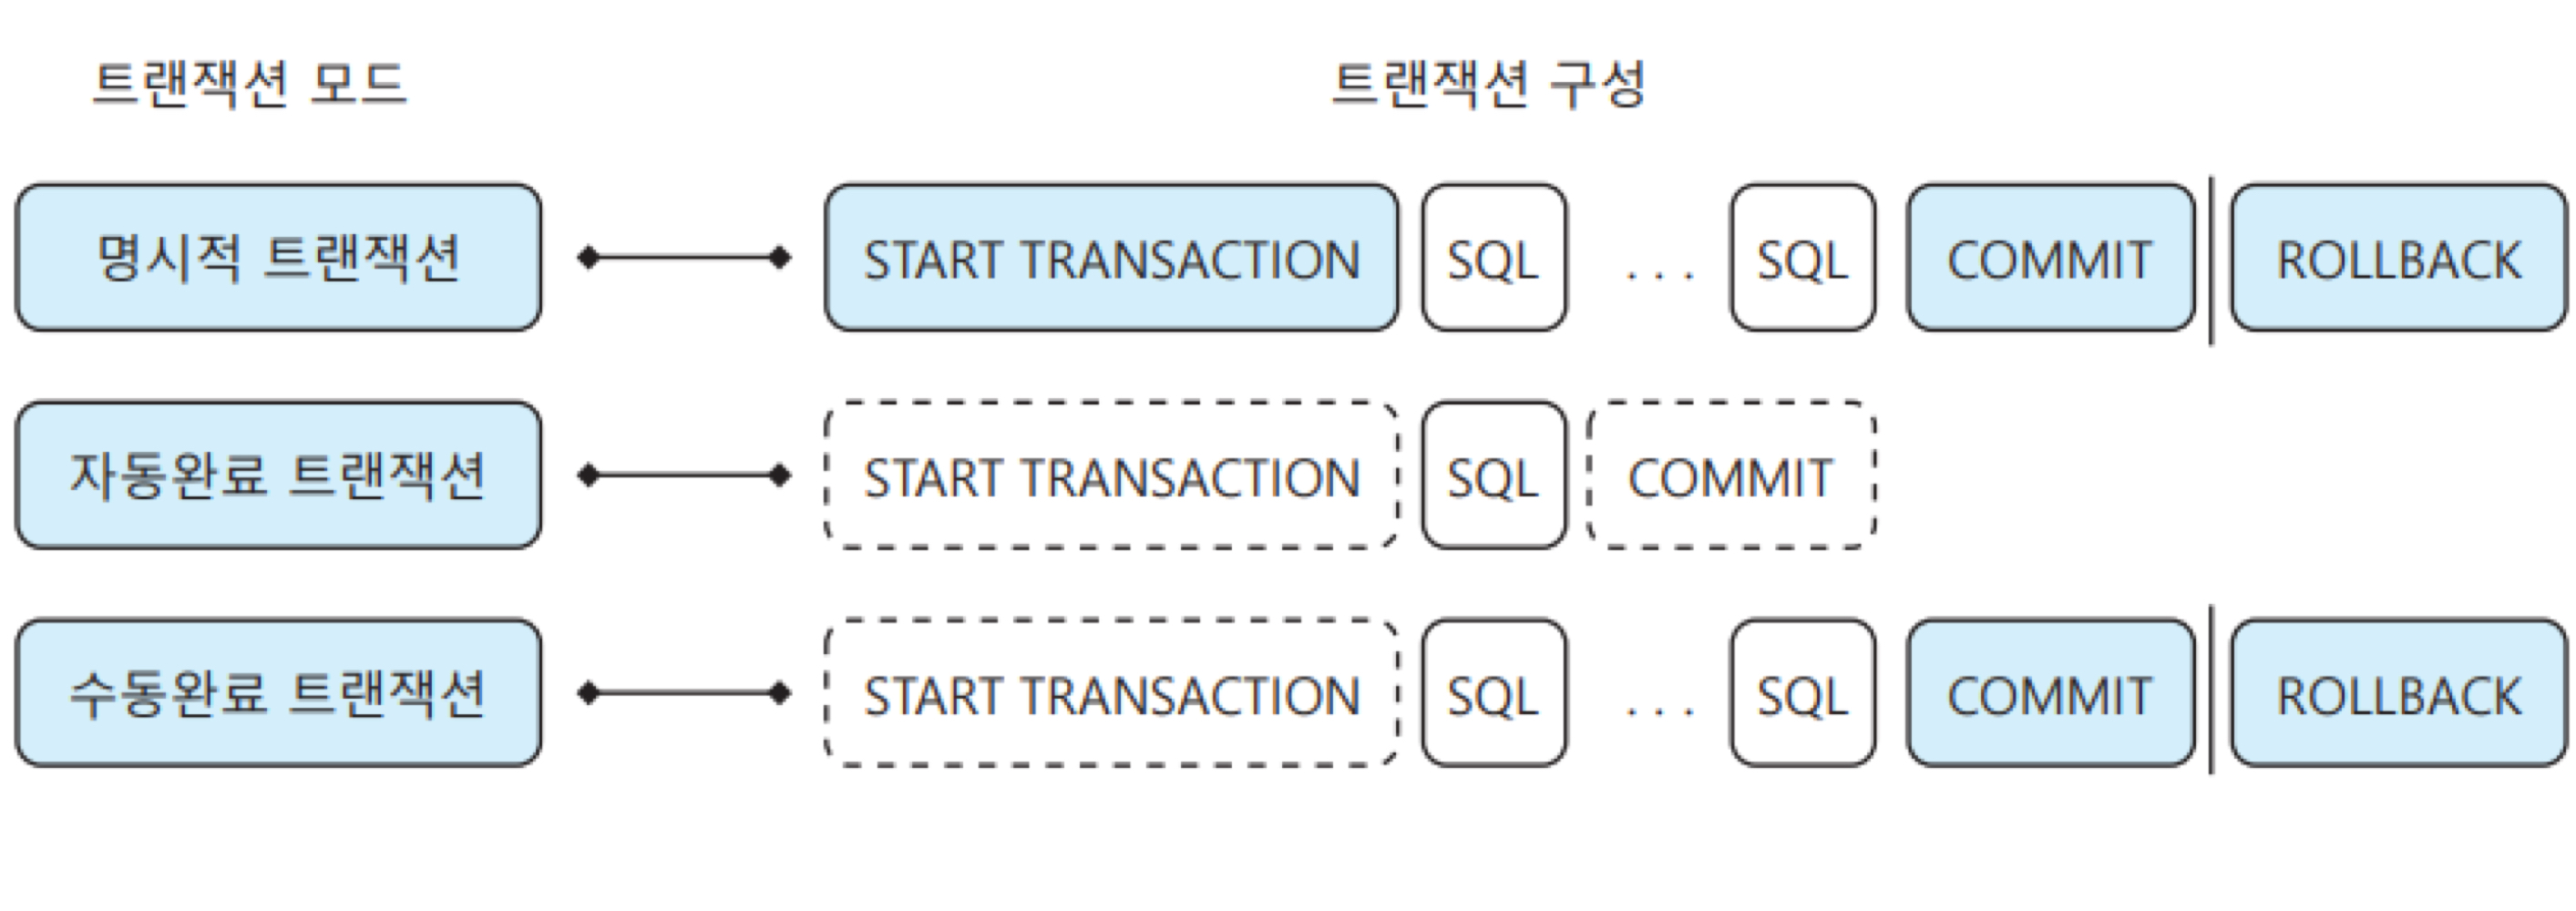 트랜잭션 모드 트랜잭션 구성
명시적 트랜잭션 START TRANSACTION SQL ... SQL COMMIT ROLLBACK
자동완료 트랜잭션 START TRANSACTION SQL COMMIT
수동완료 트랜잭션 START TRANSACTION SQL ... SQL COMMIT ROLLBACK